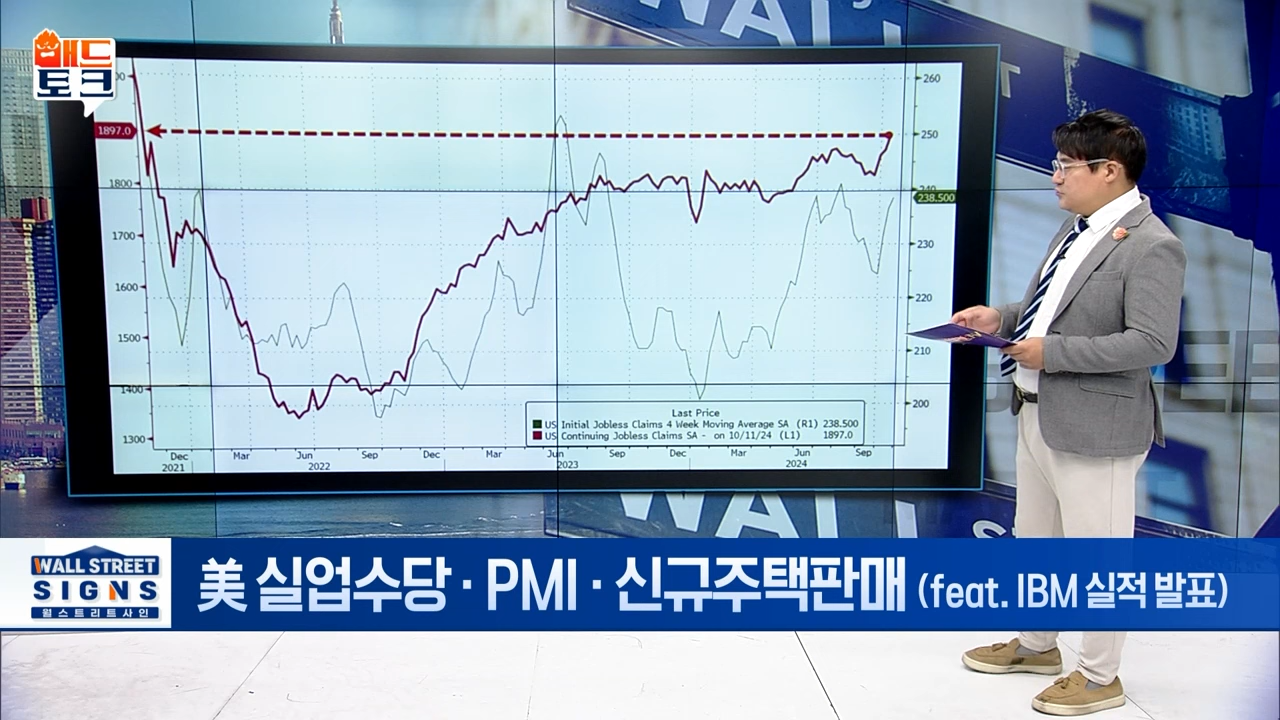 매드
토크
WALL
1897.0
1800
1700
1600
1500
1400
1300
260
250
240
238.500
230
220
210
200
Last Price
US Initial Jobless Claims 4 Week Moving Average SA (R1) 238.500
US Continuing Jobless Claims SA - on 10/11/24 (L1) 1897.0
Dec Mar Jun Sep Dec Mar Jun Sep Dec Mar Jun Sep
2021 2022 2023 2024
WALL
WALL STREET
SIGNS
월스트리트사인
美 실업수당 · PMI · 신규주택판매 (feat. IBM 실적 발표)